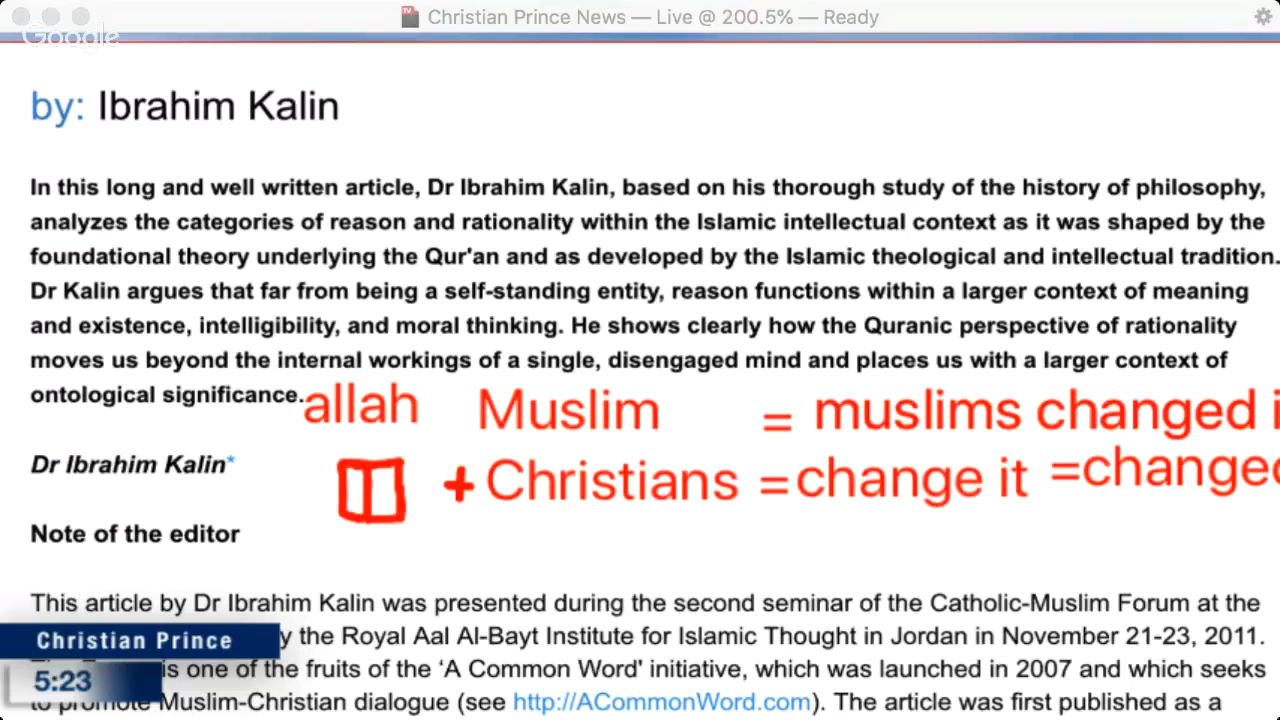 Christian Prince News — Live @ 200.5% — Ready
Google
by: Ibrahim Kalin
In this long and well written article, Dr Ibrahim Kalin, based on his thorough study of the history of philosophy,
analyzes the categories of reason and rationality within the Islamic intellectual context as it was shaped by the
foundational theory underlying the Qur'an and as developed by the Islamic theological and intellectual tradition.
Dr Kalin argues that far from being a self-standing entity, reason functions within a larger context of meaning
and existence, intelligibility, and moral thinking. He shows clearly how the Quranic perspective of rationality
moves us beyond the internal workings of a single, disengaged mind and places us with a larger context of
ontological significance.
allah Muslim = muslims changed i
Dr Ibrahim Kalin*
+ Christians =change it =changed
Note of the editor
This article by Dr Ibrahim Kalin was presented during the second seminar of the Catholic-Muslim Forum at the
Christian Prince
y the Royal Aal Al-Bayt Institute for Islamic Thought in Jordan in November 21-23, 2011.
5:23
is one of the fruits of the ‘A Common Word' initiative, which was launched in 2007 and which seeks
to promote Muslim-Christian dialogue (see http://ACommonWord.com). The article was first published as a